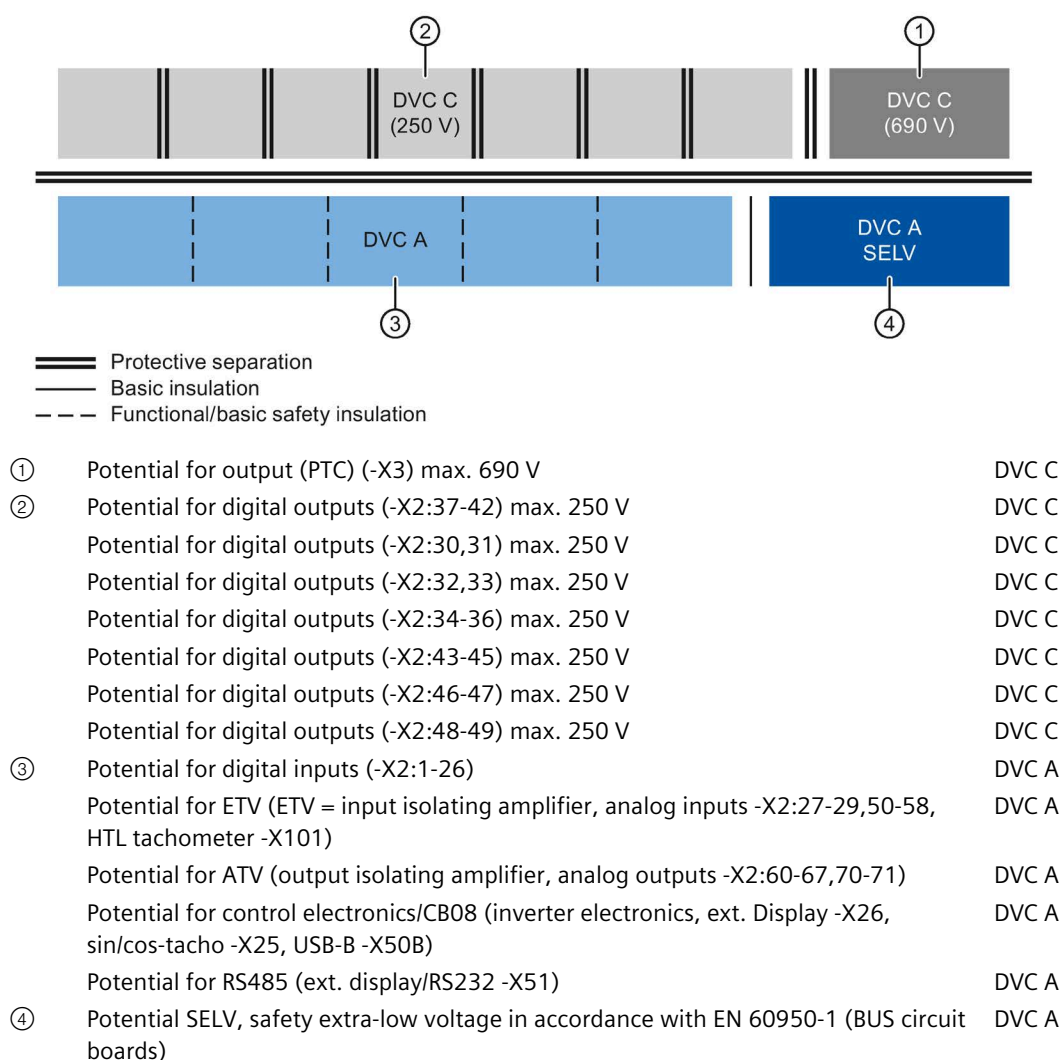 ② ①
DVC C
(250 V)
DVC C
(690 V)
DVC A
DVC A
SELV
③ ④
Protective separation
Basic insulation
Functional/basic safety insulation
① Potential for output (PTC) (-X3) max. 690 V DVC C
② Potential for digital outputs (-X2:37-42) max. 250 V DVC C
Potential for digital outputs (-X2:30,31) max. 250 V DVC C
Potential for digital outputs (-X2:32,33) max. 250 V DVC C
Potential for digital outputs (-X2:34-36) max. 250 V DVC C
Potential for digital outputs (-X2:43-45) max. 250 V DVC C
Potential for digital outputs (-X2:46-47) max. 250 V DVC C
Potential for digital outputs (-X2:48-49) max. 250 V DVC C
③ Potential for digital inputs (-X2:1-26) DVC A
Potential for ETV (ETV = input isolating amplifier, analog inputs -X2:27-29,50-58, DVC A
HTL tachometer -X101)
Potential for ATV (output isolating amplifier, analog outputs -X2:60-67,70-71) DVC A
Potential for control electronics/CB08 (inverter electronics, ext. Display -X26, DVC A
sin/cos-tacho -X25, USB-B -X50B)
Potential for RS485 (ext. display/RS232 -X51) DVC A
④ Potential SELV, safety extra-low voltage in accordance with EN 60950-1 (BUS circuit DVC A
boards)